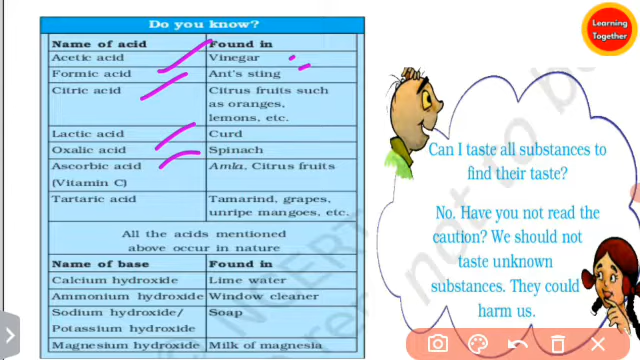 Do you know?
Name of acid Found in
Acetic acid Vinegar
Formic acid Ant's sting
Citric acid Citrus fruits such
as oranges,
lemons, etc.
Lactic acid Curd
Oxalic acid Spinach
Ascorbic acid Amla, Citrus fruits
(Vitamin C)
Tartaric acid Tamarind, grapes,
unripe mangoes, etc.
All the acids mentioned
above occur in nature
Name of base Found in
Calcium hydroxide Lime water
Ammonium hydroxide Window cleaner
Sodium hydroxide/ Soap
Potassium hydroxide
Magnesium hydroxide Milk of magnesia
Learning
Together
Can I taste all substances to
find their taste?
No. Have you not read the
caution? We should not
taste unknown
substances. They could
harm us.